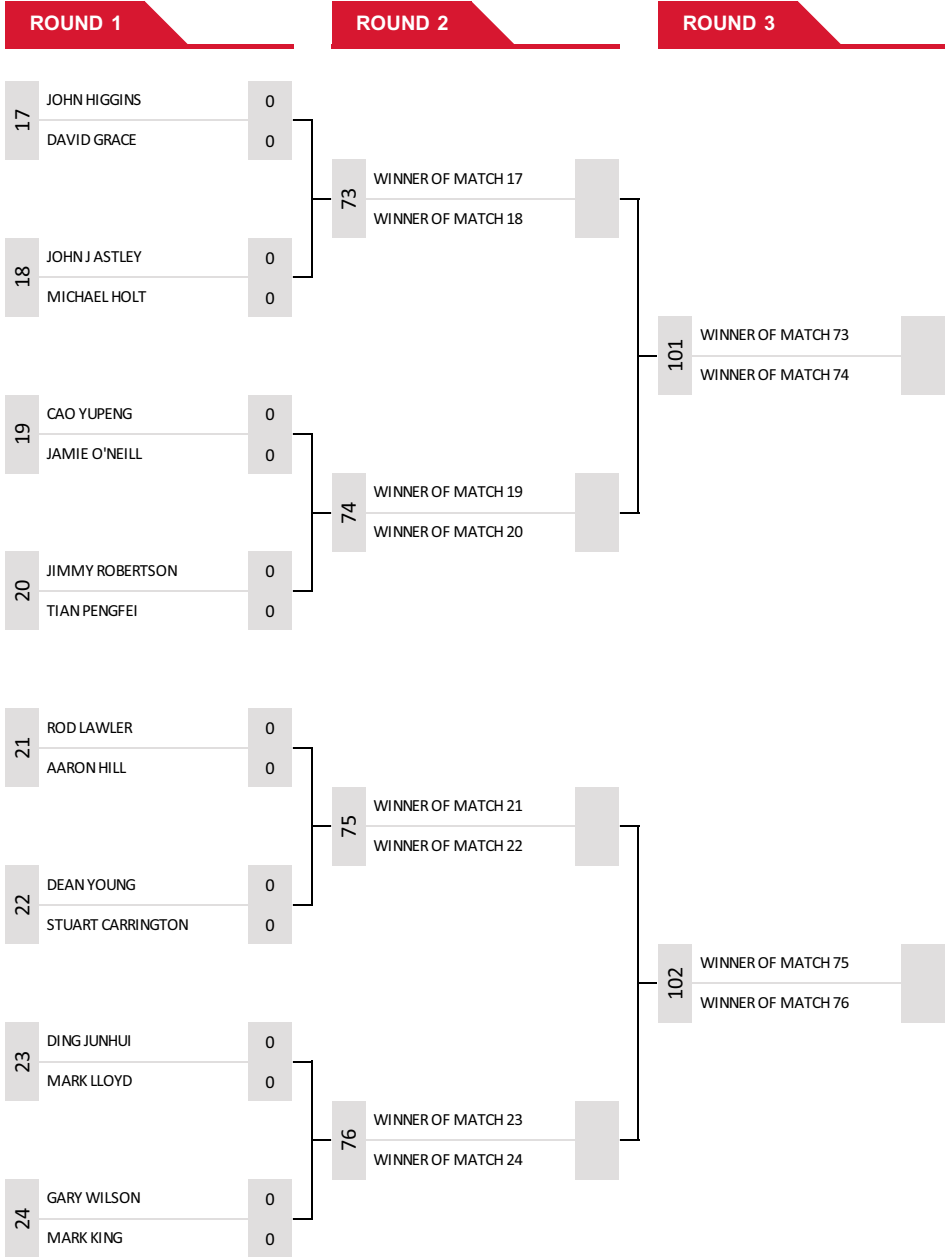 ROUND 1
ROUND 2
ROUND 3
17
JOHN HIGGINS 0
DAVID GRACE 0
73
WINNER OF MATCH 17
WINNER OF MATCH 18
18
JOHN J ASTLEY 0
MICHAEL HOLT 0
101
WINNER OF MATCH 73
WINNER OF MATCH 74
19
CAO YUPENG 0
JAMIE O'NEILL 0
74
WINNER OF MATCH 19
WINNER OF MATCH 20
20
JIMMY ROBERTSON 0
TIAN PENGFEI 0
21
ROD LAWLER 0
AARON HILL 0
75
WINNER OF MATCH 21
WINNER OF MATCH 22
22
DEAN YOUNG 0
STUART CARRINGTON 0
102
WINNER OF MATCH 75
WINNER OF MATCH 76
23
DING JUNHUI 0
MARK LLOYD 0
76
WINNER OF MATCH 23
WINNER OF MATCH 24
24
GARY WILSON 0
MARK KING 0